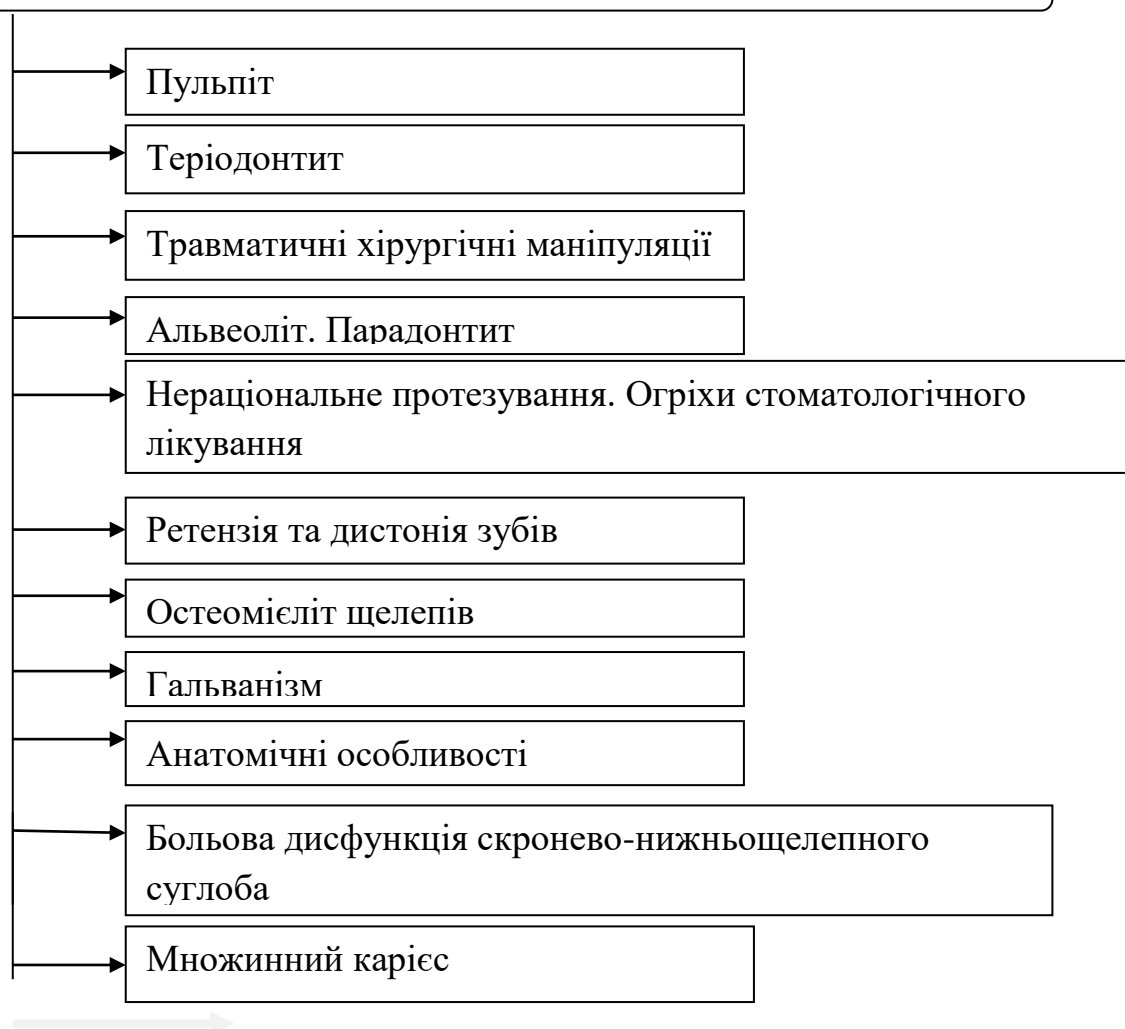 Пульпіт
Теріодонтит
Травматичні хірургічні маніпуляції
Альвеоліт. Парадонтит
Нераціональне протезування. Огріхи стоматологічного
лікування
Ретензія та дистонія зубів
Остеомієліт щелепів
Гальванізм
Анатомічні особливості
Больова дисфункція скронево-нижньощелепного
суглоба
Множинний карієс